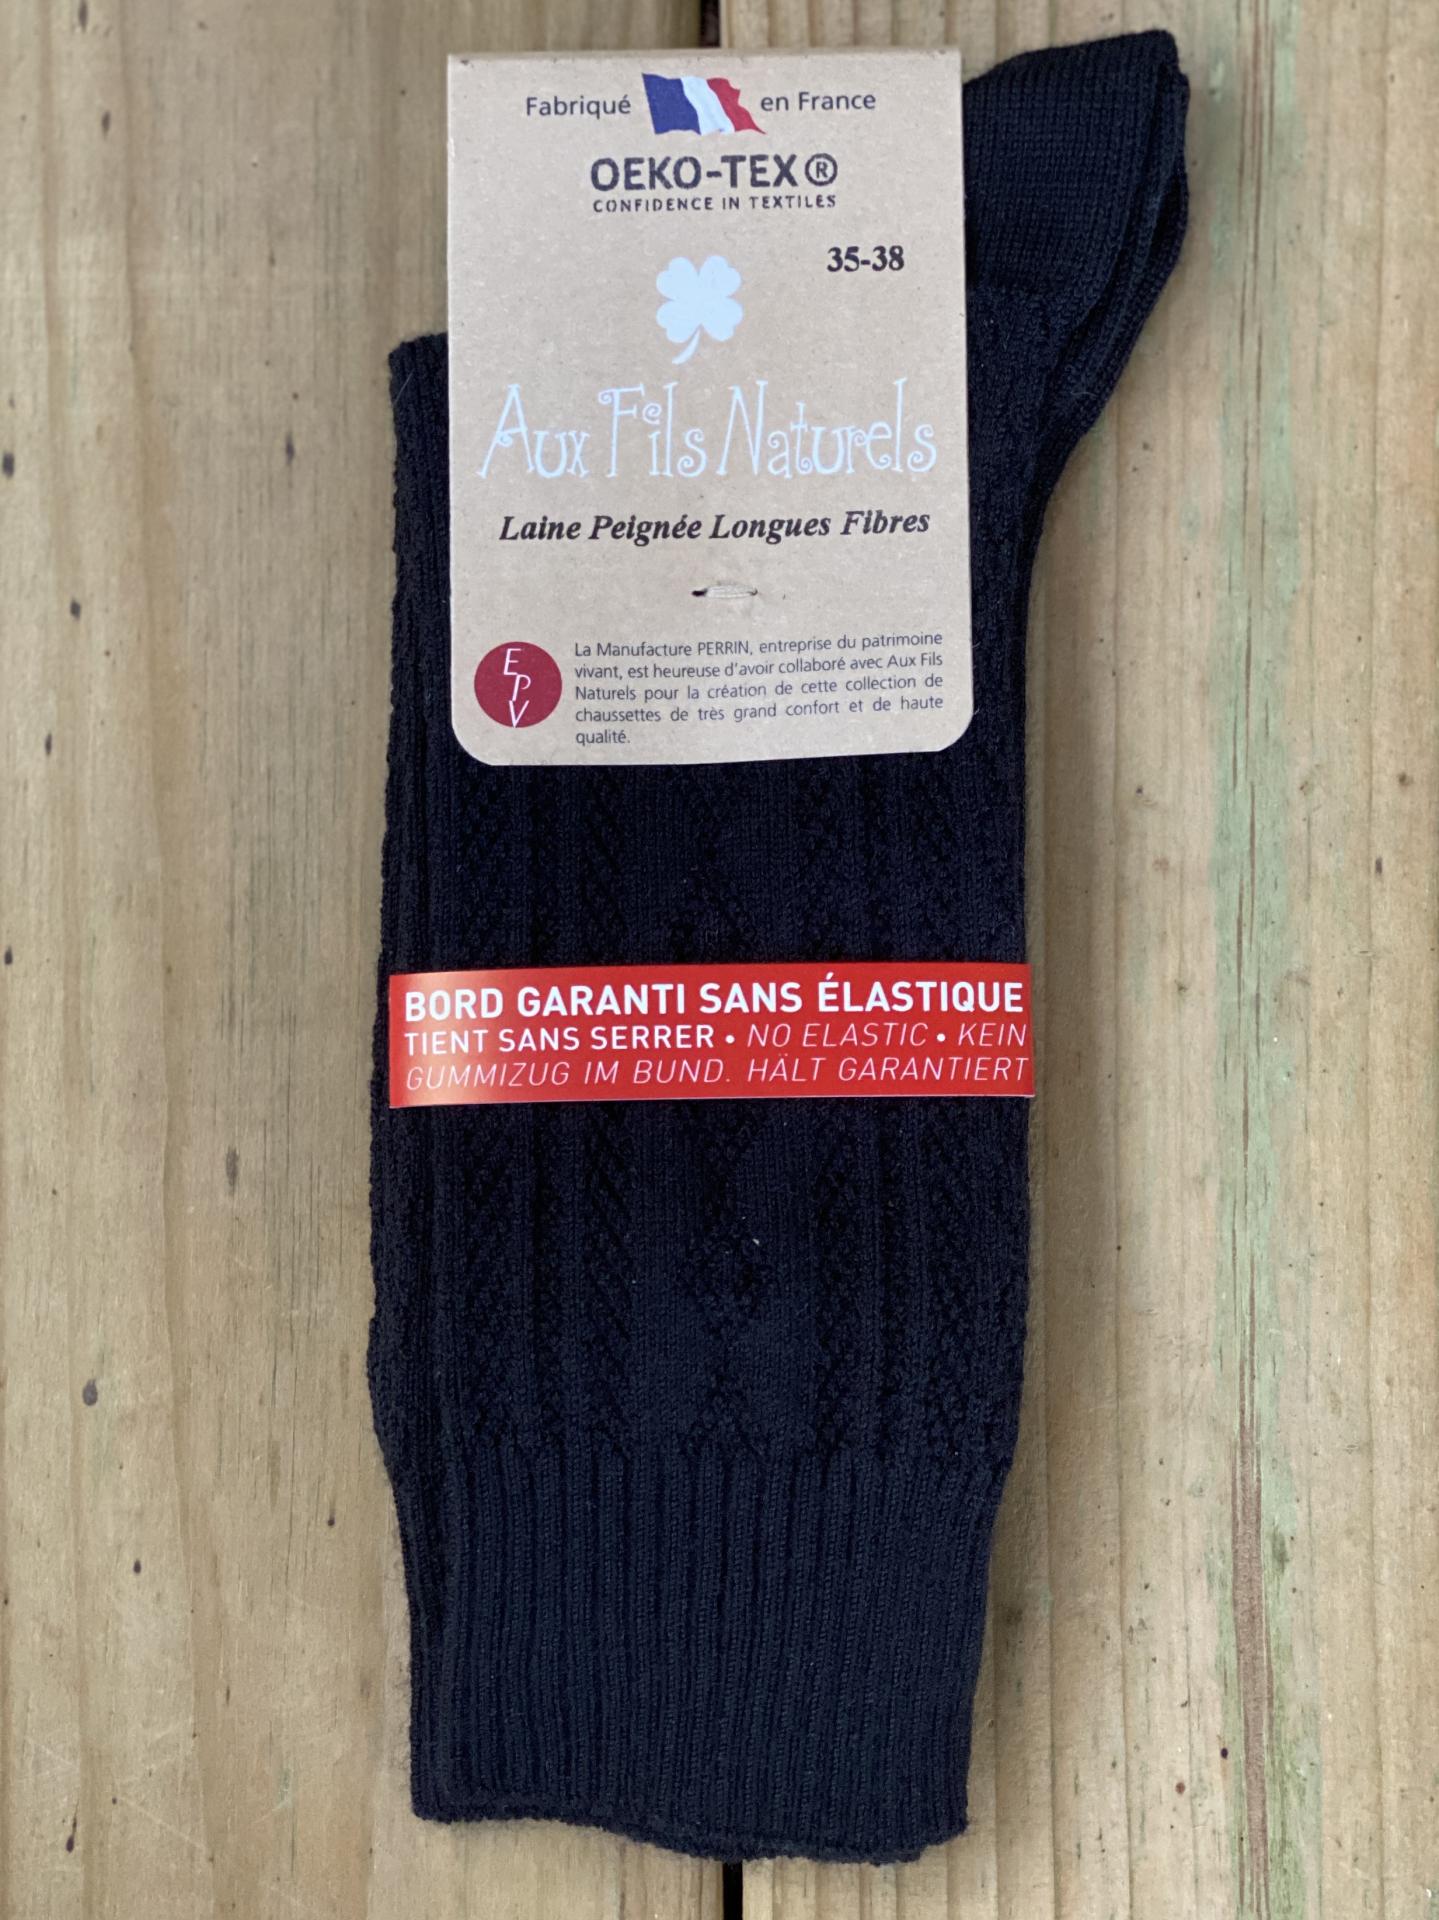 Fabriqué en France
OEKO-TEX®
CONFIDENCE IN TEXTILES
35-38
Aux Fils Naturels
Laine Peignée Longues Fibres
EPV
La Manufacture PERRIN, entreprise du patrimoine
vivant, est heureuse d'avoir collaboré avec Aux Fils
Naturels pour la création de cette collection de
chaussettes de très grand confort et de haute
qualité.
BORD GARANTI SANS ÉLASTIQUE
TIENT SANS SERRER • NO ELASTIC • KEIN
GUMMIZUG IM BUND. HÄLT GARANTIERT